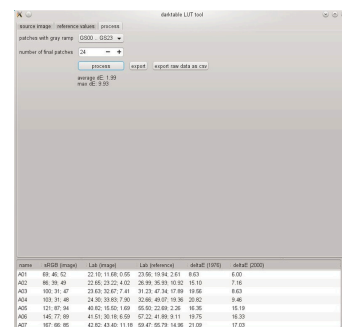 darktable LUT tool
source image reference values process
patches with gray ramp GS00 .. GS23
number of final patches 24 − +
process export export raw data as csv
average dE: 1.99
max dE: 9.93
name sRGB (image) Lab (image) Lab (reference) deltaE (1976) deltaE (2000)
A01 69; 46; 52 22.10; 11.68; 0.55 23.56; 18.94; 2.61 8.63 6.00
A02 86; 39; 49 22.65; 23.02; 4.02 26.99; 35.93; 10.92 15.10 7.16
A03 100; 31; 47 23.63; 32.67; 7.41 31.23; 47.34; 17.89 19.56 8.63
A04 103; 31; 48 24.30; 33.83; 7.90 32.66; 49.07; 19.36 20.82 9.46
A05 121; 87; 94 40.82; 15.50; 1.69 55.50; 22.69; 2.26 16.35 15.19
A06 145; 77; 89 41.51; 30.18; 6.59 57.22; 41.88; 9.11 19.75 16.33
A07 167; 66; 85 42.82; 43.40; 11.18 59.47; 55.79; 14.96 21.09 17.03